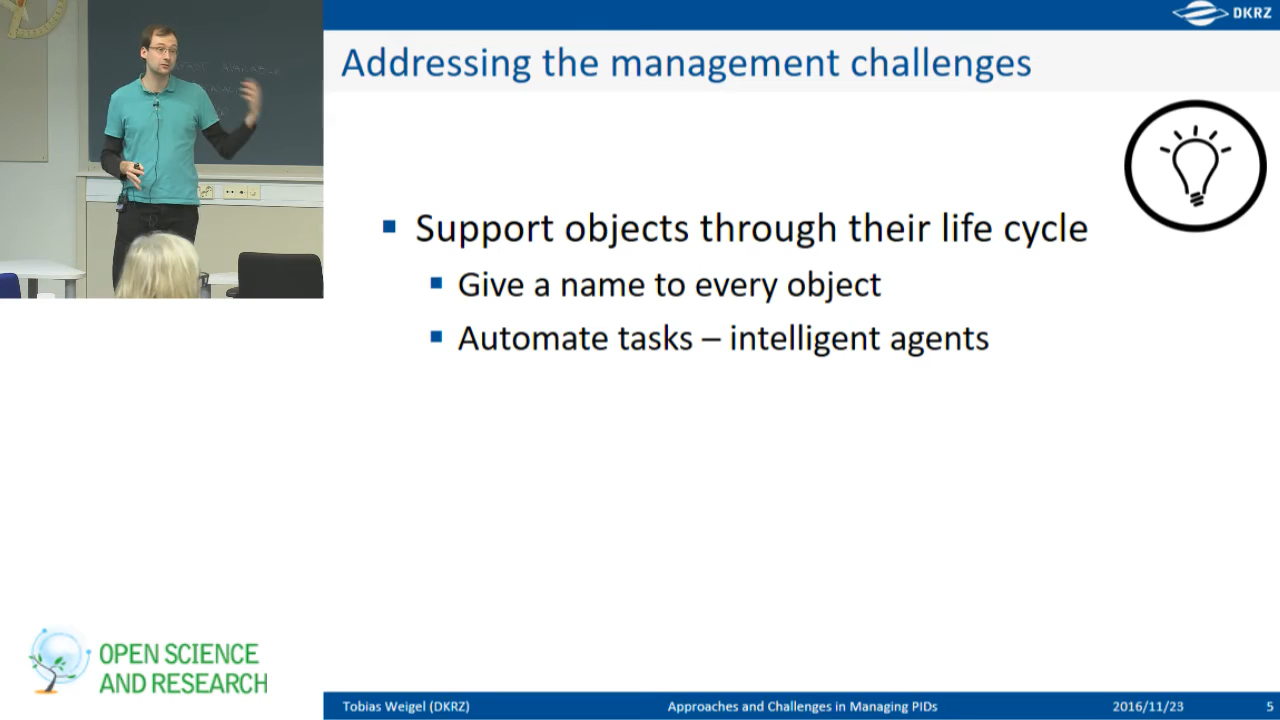 DKRZ
Addressing the management challenges
Support objects through their life cycle
Give a name to every object
Automate tasks – intelligent agents
OPEN SCIENCE
AND RESEARCH
Tobias Weigel (DKRZ)
Approaches and Challenges in Managing PIDs
2016/11/23
5